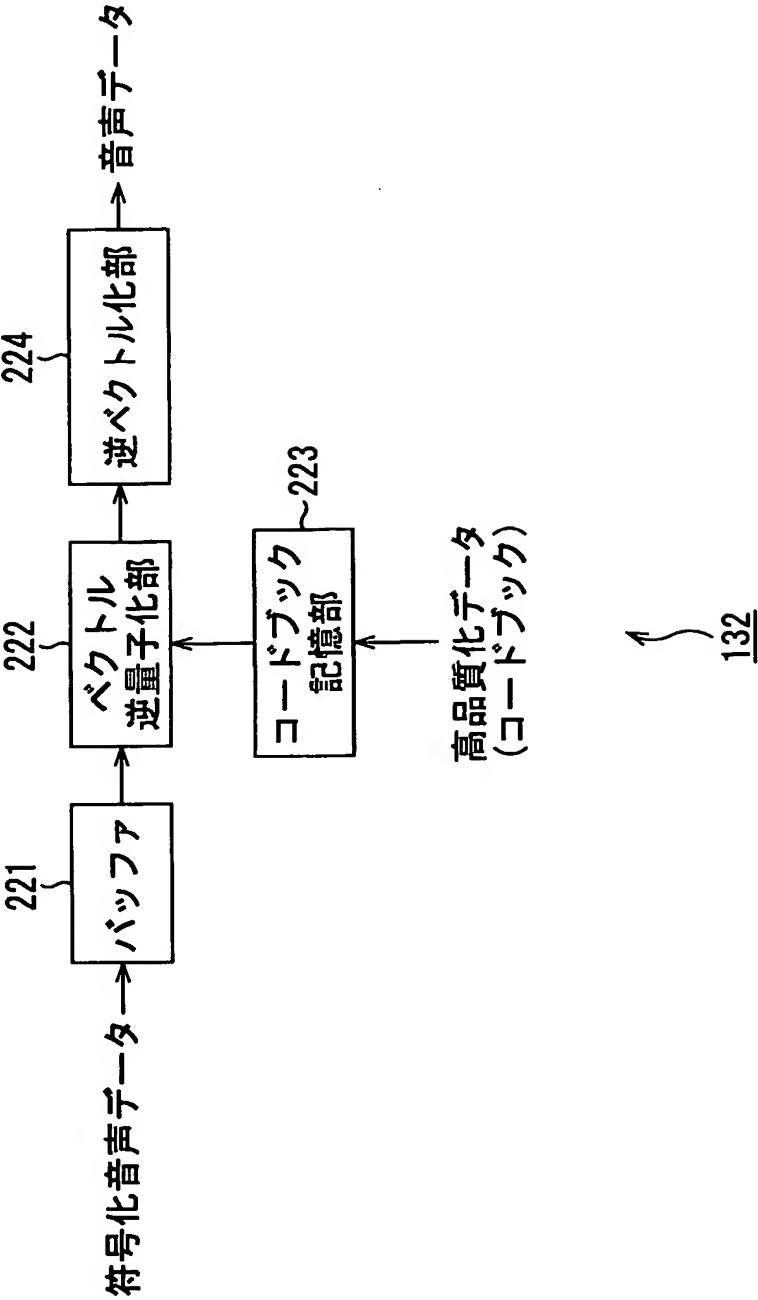 符号化音声データ
221
バッファ
222
ベクトル
逆量子化部
224
逆ベクトル化部
音声データ
223
コードブック
記憶部
高品質化データ
(コードブック)
132